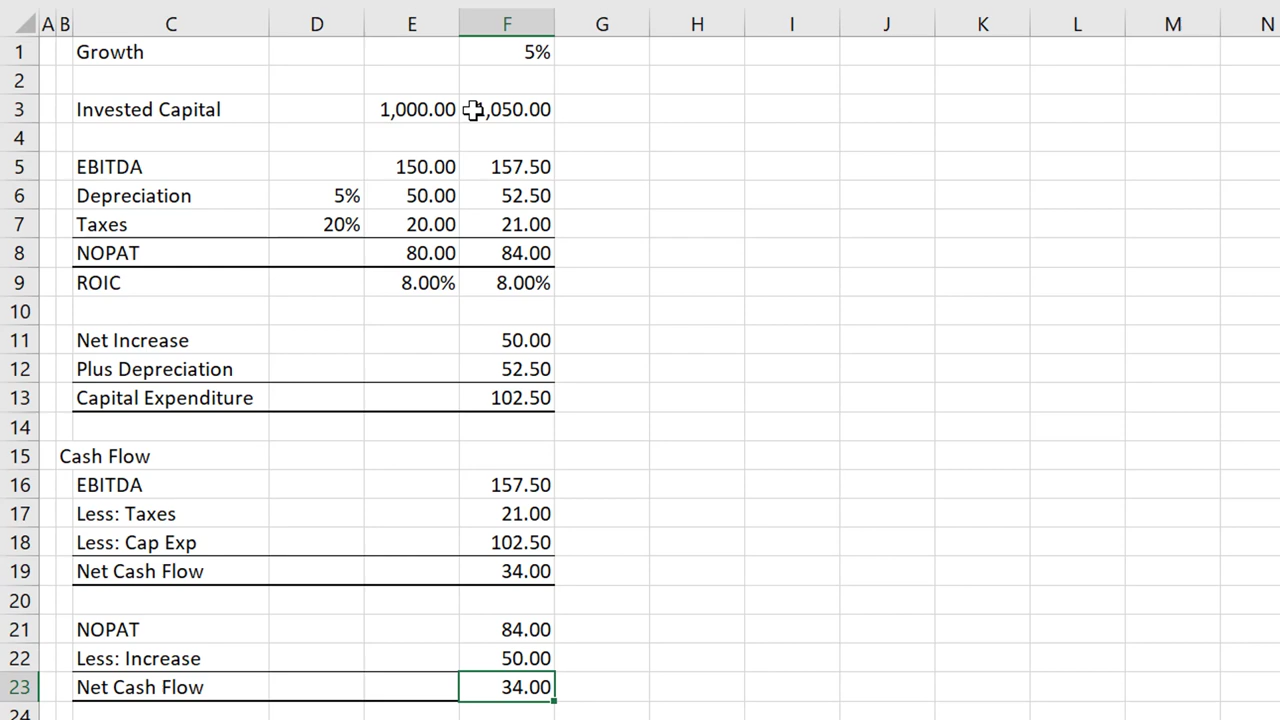 A B C D E F G H I J K L M N
1 Growth 5%
2
3 Invested Capital 1,000.00 ,050.00
4
5 EBITDA 150.00 157.50
6 Depreciation 5% 50.00 52.50
7 Taxes 20% 20.00 21.00
8 NOPAT 80.00 84.00
9 ROIC 8.00% 8.00%
10
11 Net Increase 50.00
12 Plus Depreciation 52.50
13 Capital Expenditure 102.50
14
15 Cash Flow
16 EBITDA 157.50
17 Less: Taxes 21.00
18 Less: Cap Exp 102.50
19 Net Cash Flow 34.00
20
21 NOPAT 84.00
22 Less: Increase 50.00
23 Net Cash Flow 34.00
24